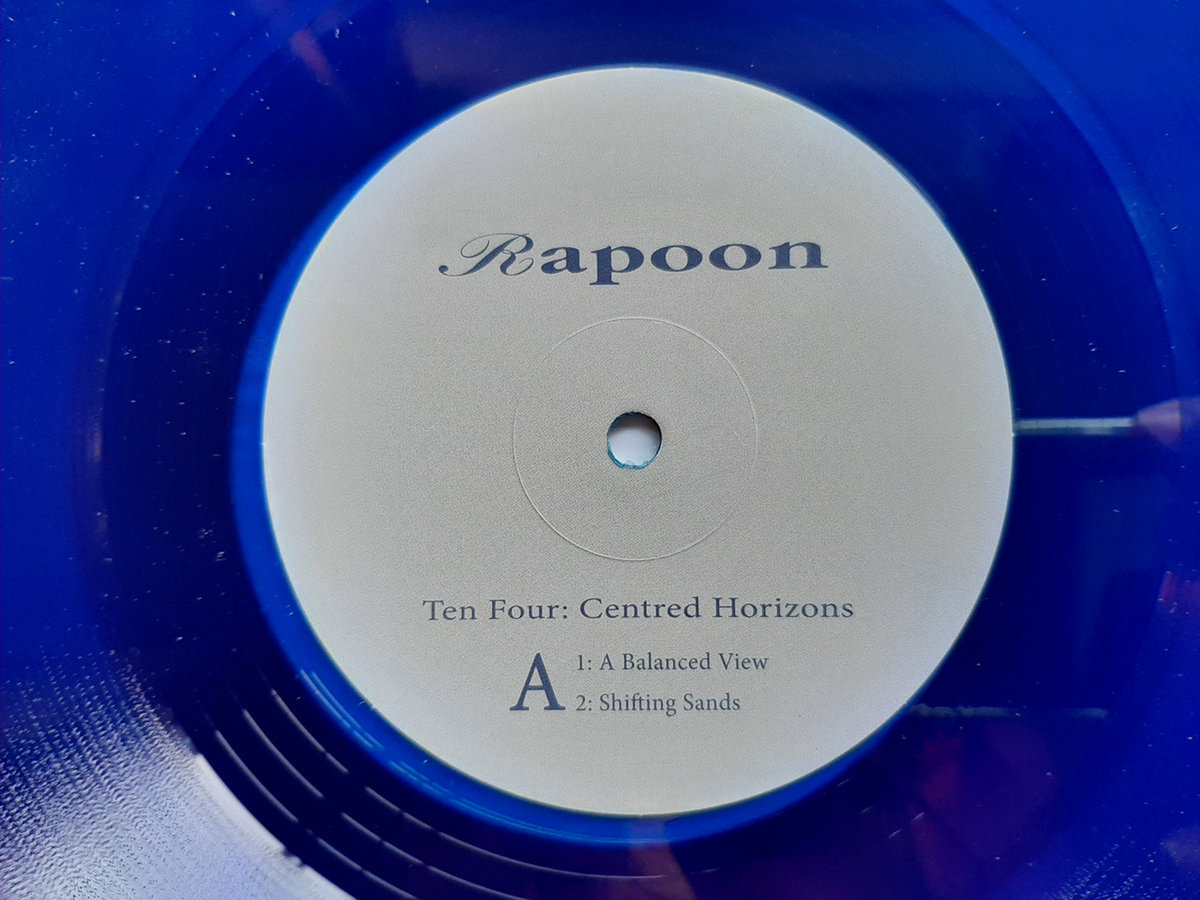 Rapoon
Ten Four: Centred Horizons
A
1: A Balanced View
2: Shifting Sands